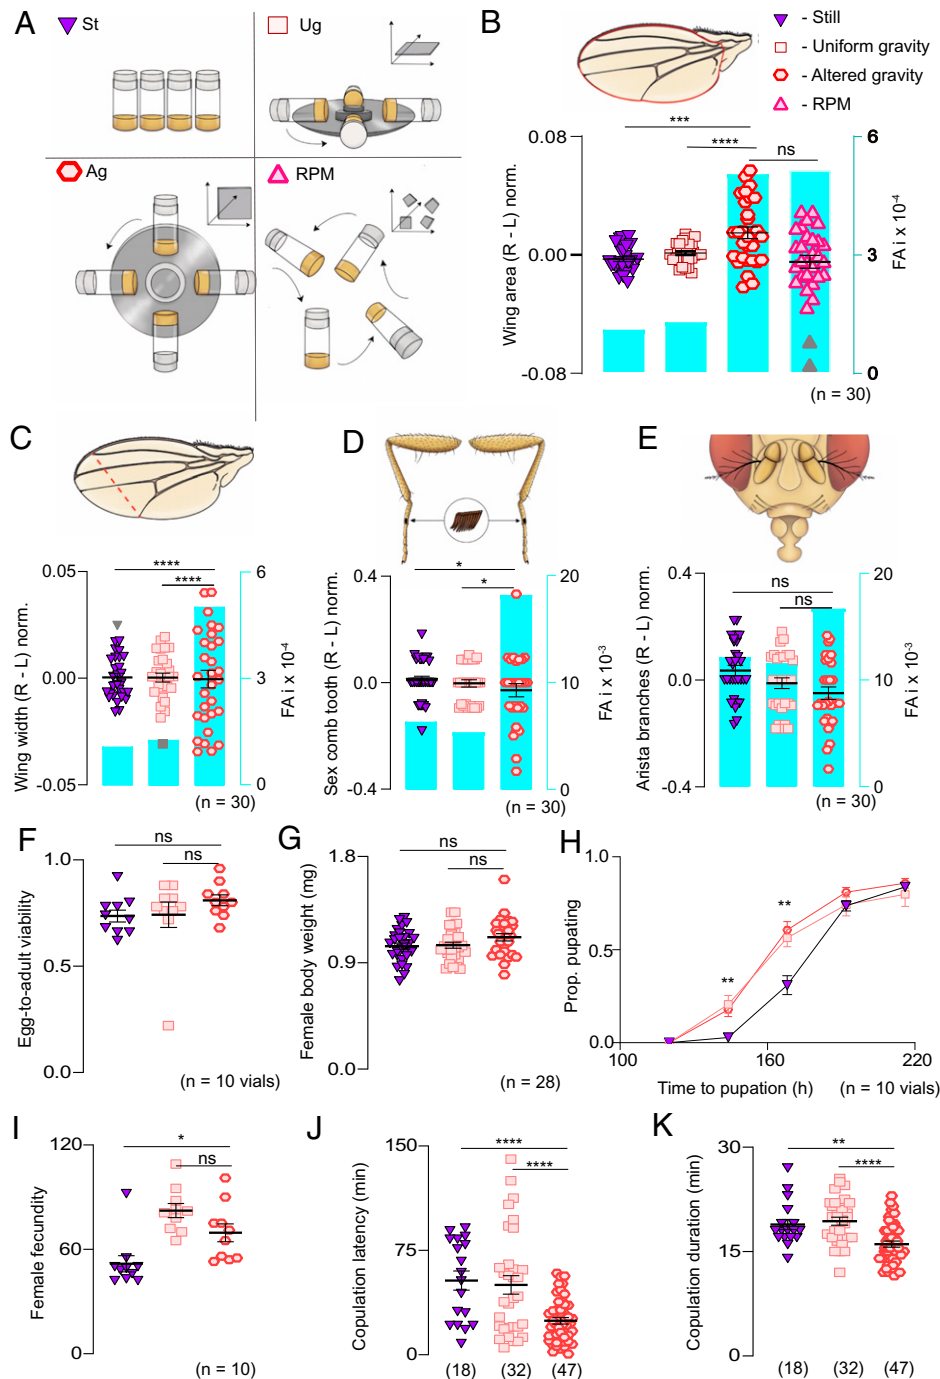 A
St
Ug
Ag
RPM
B
- Still
- Uniform gravity
- Altered gravity
- RPM
Wing area (R - L) norm.
0.08
0.00
-0.08
***
****
ns
6
3
0
FA i x 10-4
(n = 30)
C
Wing width (R - L) norm.
0.05
0.00
-0.05
****
****
6
3
0
FA i x 10-4
(n = 30)
D
Sex comb tooth (R - L) norm.
0.4
0.0
-0.4
*
*
20
10
0
FA i x 10-3
(n = 30)
E
Arista branches (R - L) norm.
0.4
0.0
-0.4
ns
ns
20
10
0
FA i x 10-3
(n = 30)
F
Egg-to-adult viability
1.0
0.5
0.0
ns
ns
(n = 10 vials)
G
Female body weight (mg)
1.8
0.9
0.0
ns
ns
(n = 28)
H
Prop. pupating
1.0
0.5
0.0
**
**
100
160
220
Time to pupation (h)
(n = 10 vials)
I
Female fecundity
120
60
0
*
ns
(n = 10)
J
Copulation latency (min)
150
75
0
****
****
(18)
(32)
(47)
K
Copulation duration (min)
30
15
0
**
****
(18)
(32)
(47)